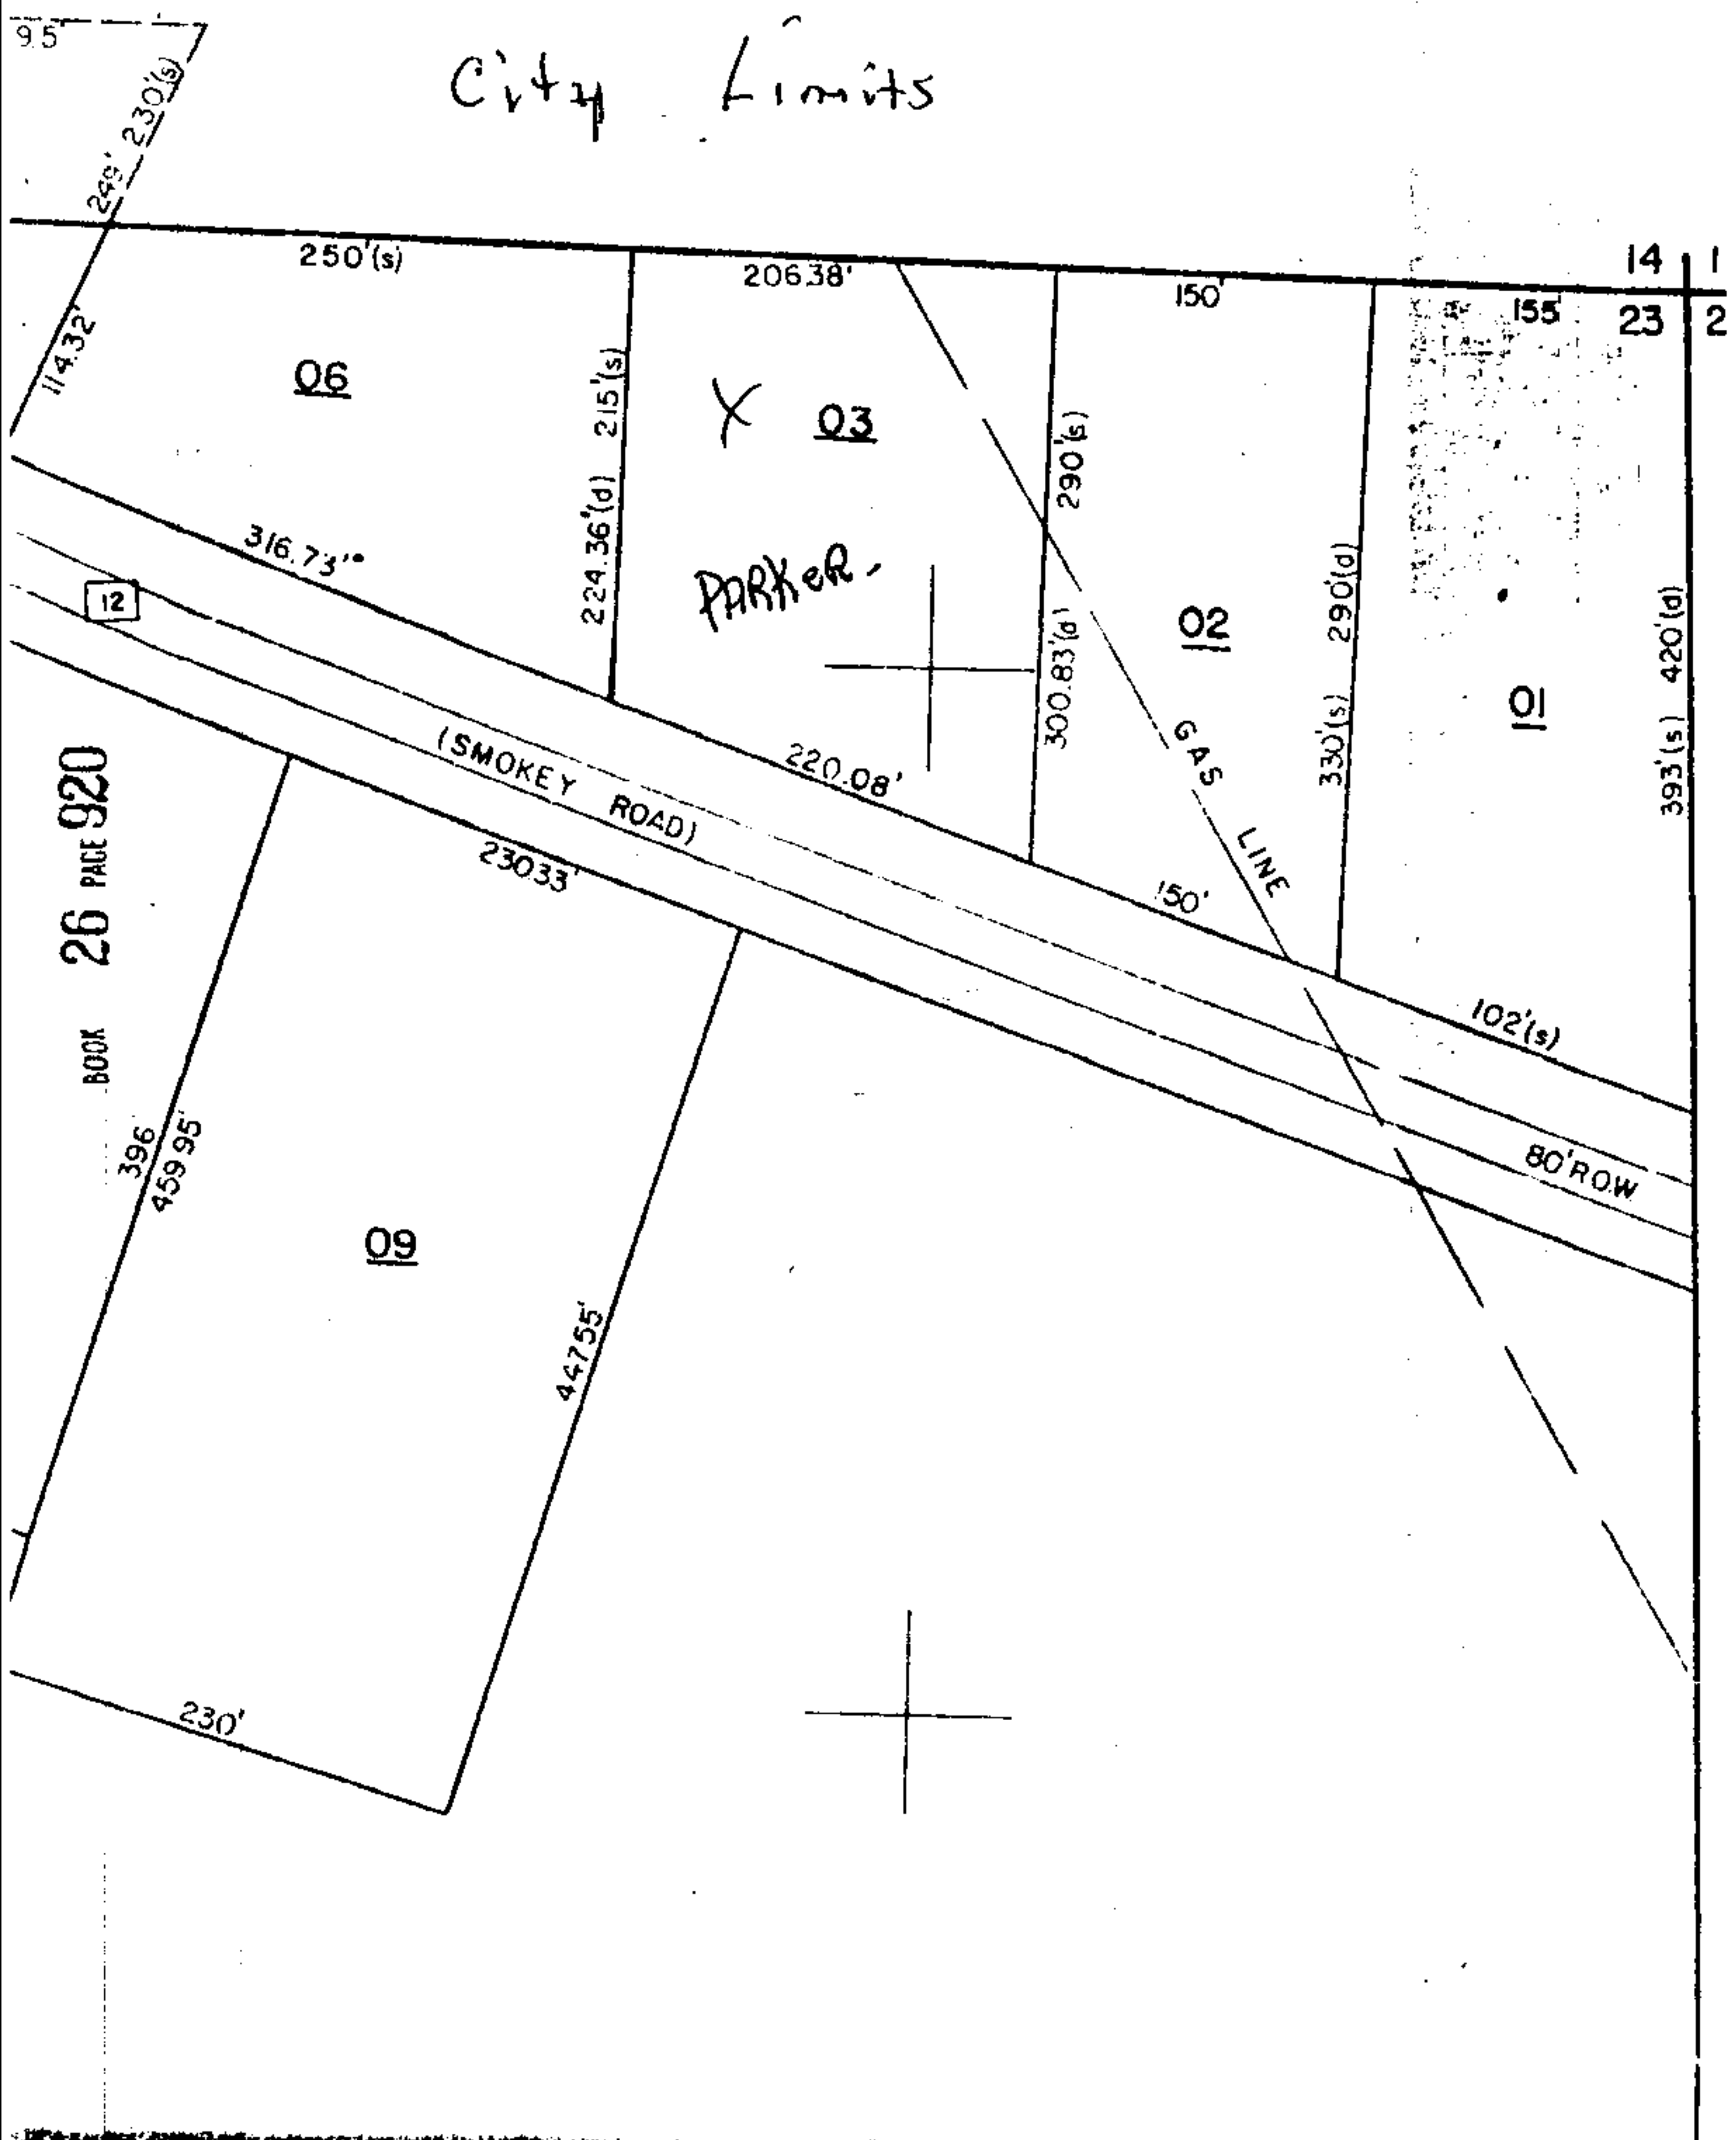 9.5'
City Limits
249' 230'(s)
250'(s)
206.38'
150'
155'
14 1
23 2
114.32'
06
215'(s)
224.36'(d)
X 03
PARKER.
290'(s)
300.83'(d)
02
330'(s) 290'(d)
01
393'(s) 420'(d)
316.73'
12
(SMOKEY ROAD)
220.08'
GAS LINE
150'
102'(s)
230.33'
80' R.O.W
BOOK 26 PAGE 920
396
459.95'
09
447.55'
230'